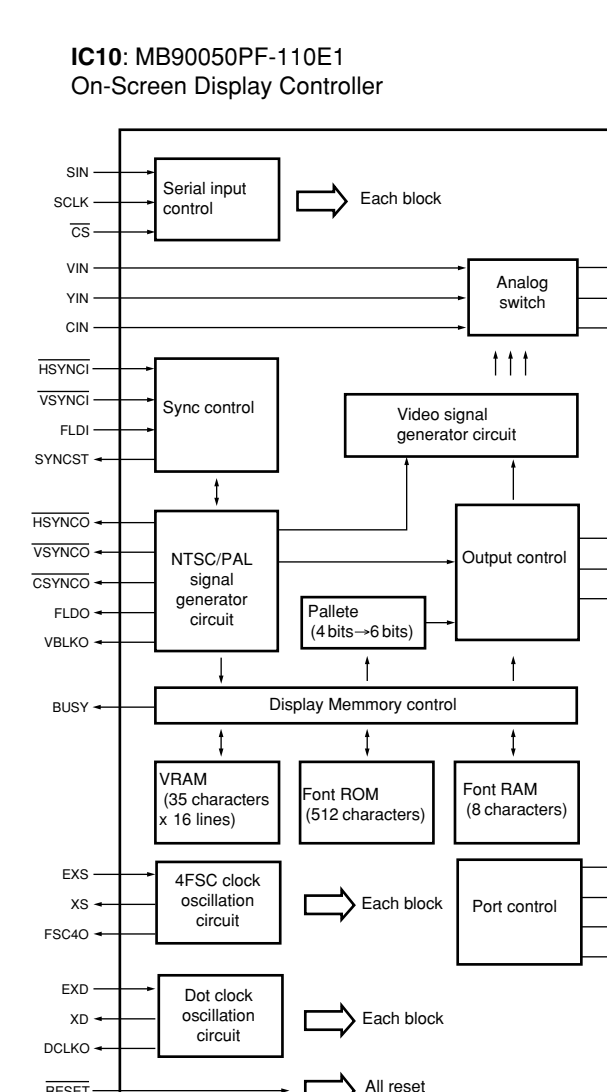 IC10: MB90050PF-110E1
On-Screen Display Controller
SIN
SCLK
CS
Serial input
control
Each block
VIN
YIN
CIN
Analog
switch
HSYNCI
VSYNCI
FLDI
SYNCST
Sync control
Video signal
generator circuit
HSYNCO
VSYNCO
CSYNCO
FLDO
VBLKO
NTSC/PAL
signal
generator
circuit
Output control
Pallete
(4 bits→6 bits)
BUSY
Display Memmory control
VRAM
(35 characters
x 16 lines)
Font ROM
(512 characters)
Font RAM
(8 characters)
EXS
XS
FSC4O
4FSC clock
oscillation
circuit
Each block
Port control
EXD
XD
DCLKO
Dot clock
oscillation
circuit
Each block
RESET
All reset